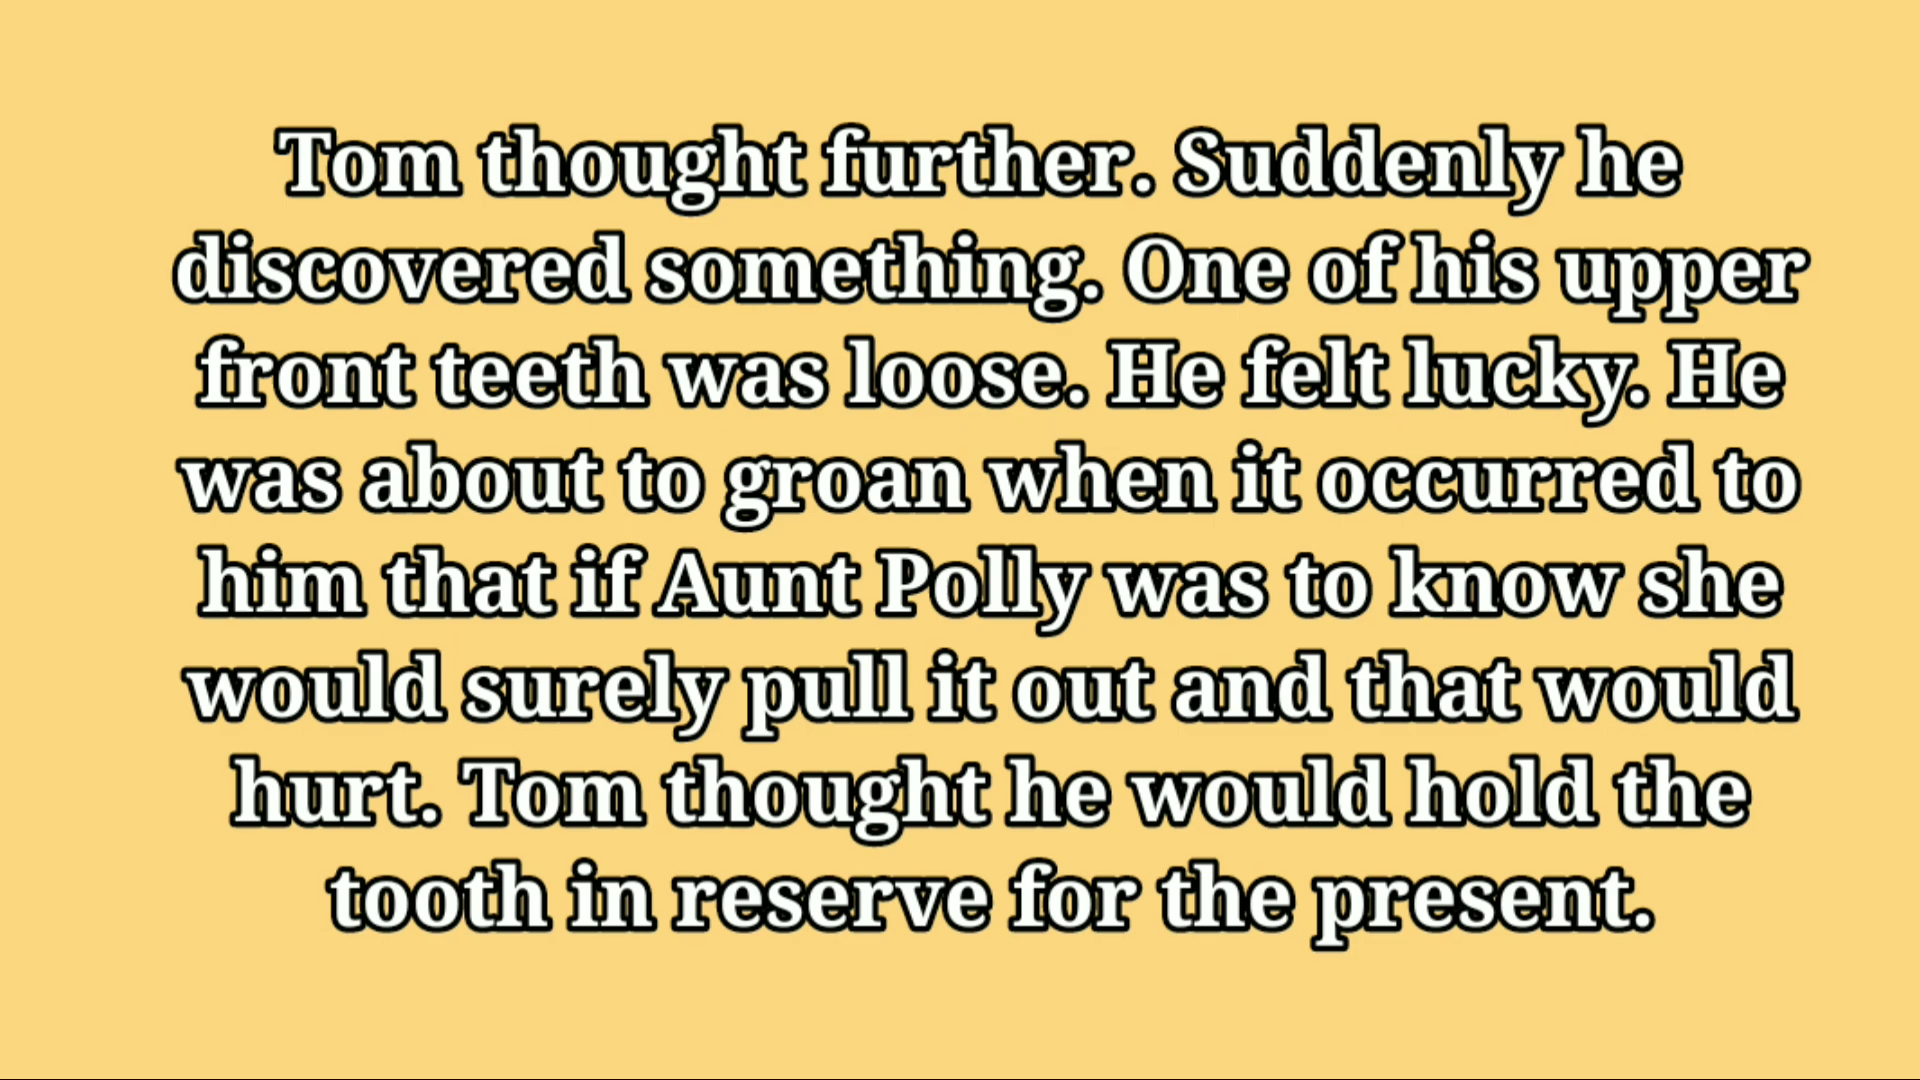 Tom thought further. Suddenly he
discovered something. One of his upper
front teeth was loose. He felt lucky. He
was about to groan when it occurred to
him that if Aunt Polly was to know she
would surely pull it out and that would
hurt. Tom thought he would hold the
tooth in reserve for the present.